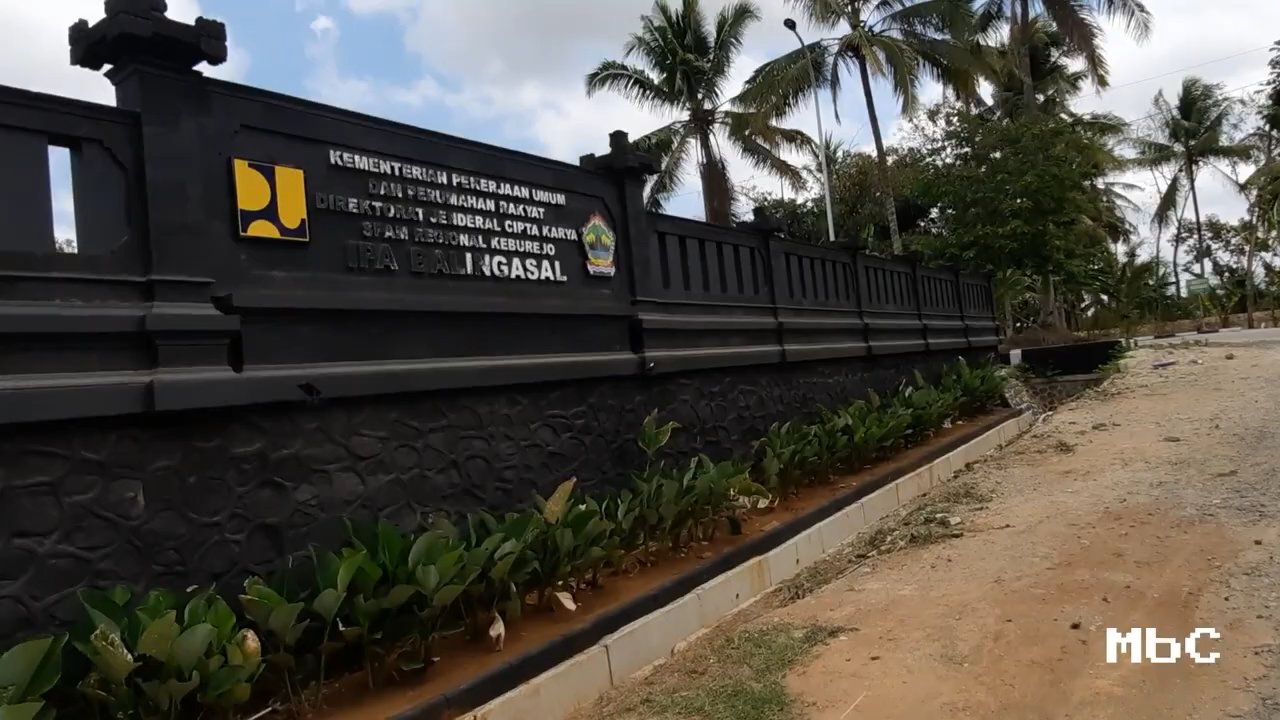 KEMENTERIAN PEKERJAAN UMUM
DAN PERUMAHAN RAKYAT
DIREKTORAT JENDERAL CIPTA KARYA
SPAM REGIONAL KEBUREJO
IPA BALINGASAL
MbC